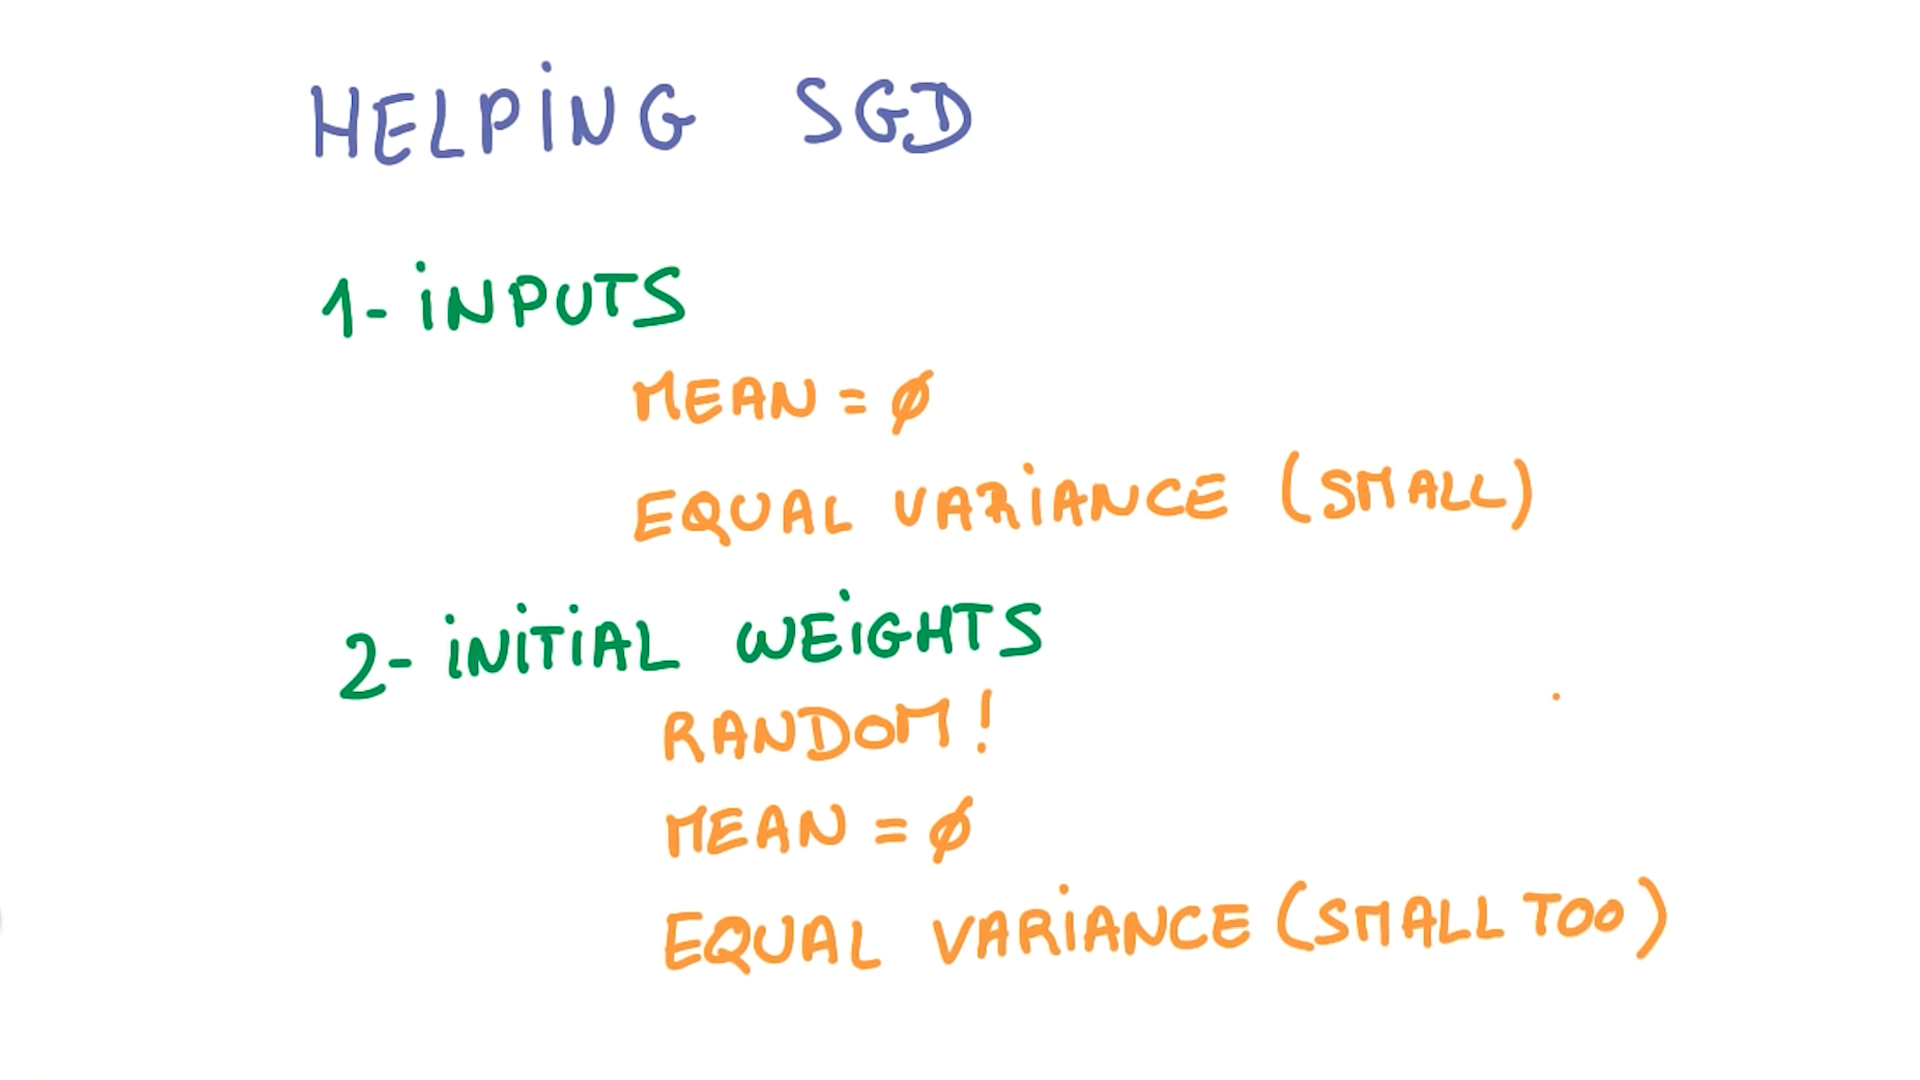 HELPING SGD
1- INPUTS
MEAN = Ø
EQUAL VARIANCE (SMALL)
2- INITIAL WEIGHTS
RANDOM!
MEAN = Ø
EQUAL VARIANCE (SMALL TOO)